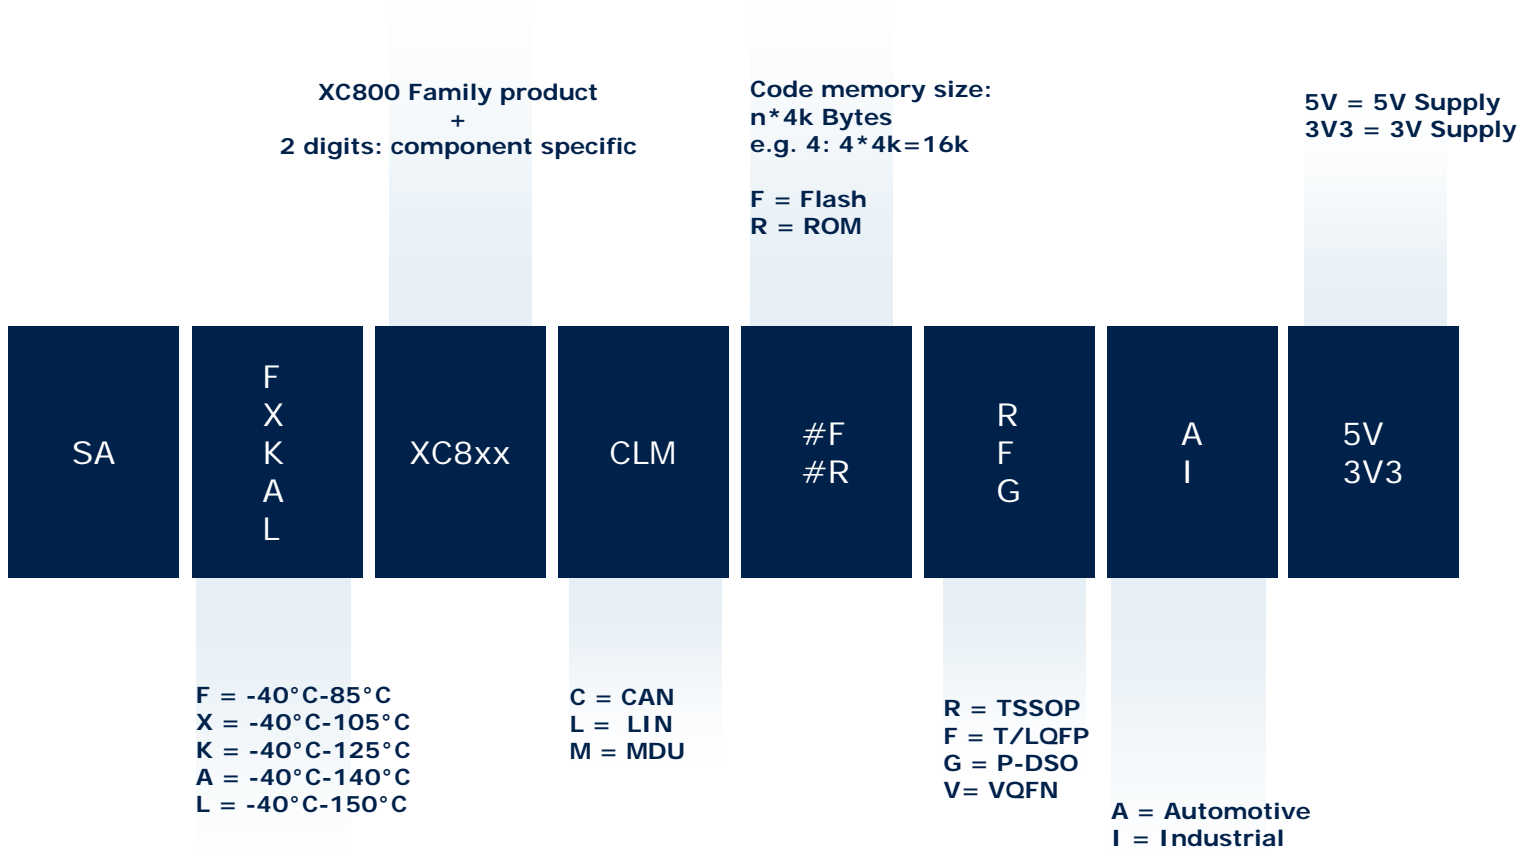 XC800 Family product
+
2 digits: component specific
Code memory size:
n*4k Bytes
e.g. 4: 4*4k=16k
F = Flash
R = ROM
5V = 5V Supply
3V3 = 3V Supply
SA
F
X
K
A
L
XC8xx
CLM
#F
#R
R
F
G
A
I
5V
3V3
F = -40°C-85°C
X = -40°C-105°C
K = -40°C-125°C
A = -40°C-140°C
L = -40°C-150°C
C = CAN
L = LIN
M = MDU
R = TSSOP
F = T/LQFP
G = P-DSO
V= VQFN
A = Automotive
I = Industrial